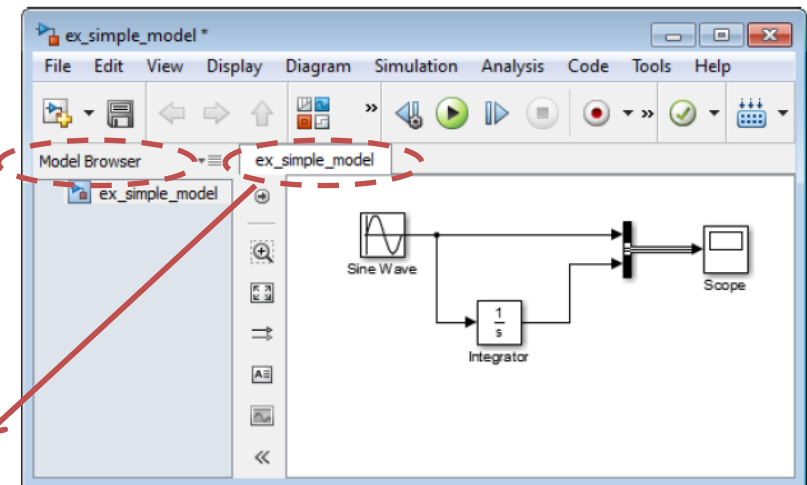 ex_simple_model *
File Edit View Display Diagram Simulation Analysis Code Tools Help
Model Browser
ex_simple_model
ex_simple_model
Sine Wave
Scope
1
s
Integrator